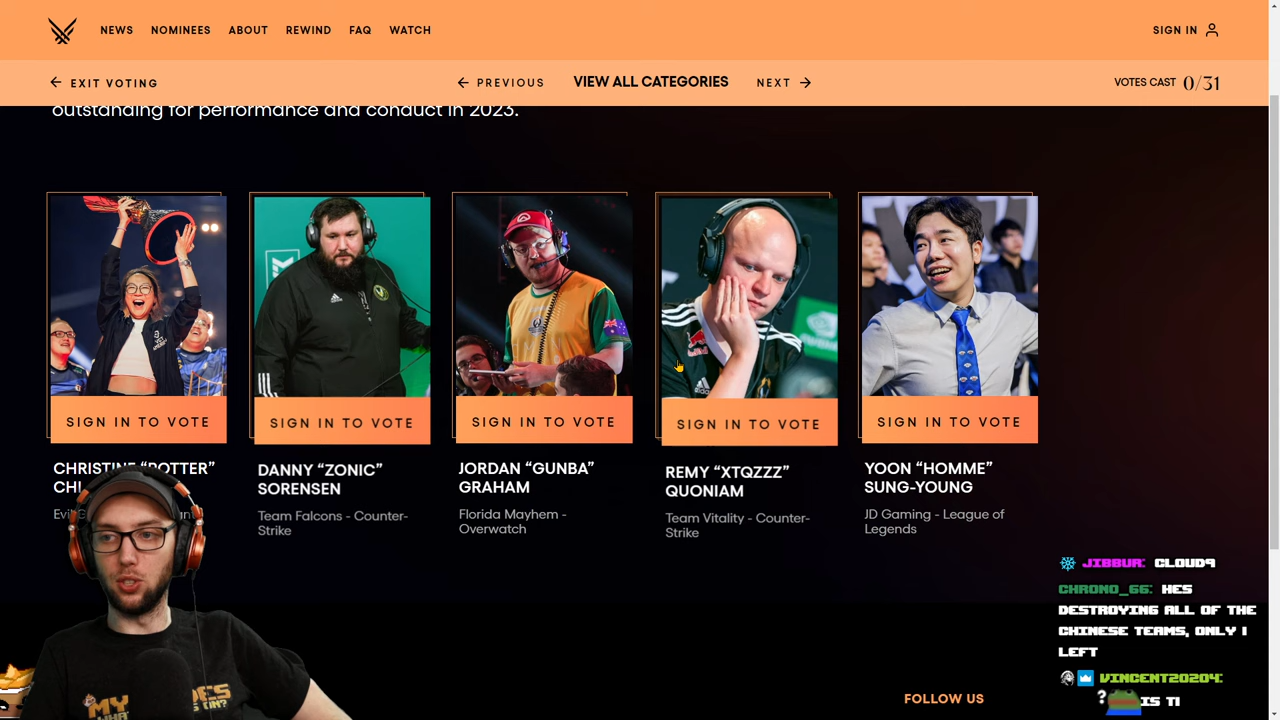 NEWS NOMINEES ABOUT REWIND FAQ WATCH SIGN IN
EXIT VOTING PREVIOUS VIEW ALL CATEGORIES NEXT VOTES CAST 0/31
outstanding for performance and conduct in 2023.
SIGN IN TO VOTE
SIGN IN TO VOTE
SIGN IN TO VOTE
SIGN IN TO VOTE
SIGN IN TO VOTE
CHRISTINE “POTTER”
CHI
DANNY “ZONIC”
SORENSEN
Team Falcons - Counter-
Strike
JORDAN “GUNBA”
GRAHAM
Florida Mayhem -
Overwatch
REMY “XTQZZZ”
QUONIAM
Team Vitality - Counter-
Strike
YOON “HOMME”
SUNG-YOUNG
JD Gaming - League of
Legends
JIBBUR: CLOUD9
CHRONO_66: HES
DESTROYING ALL OF THE
CHINESE TEAMS, ONLY 1
LEFT
VINCENT20204:
? IS TI
FOLLOW US
MY